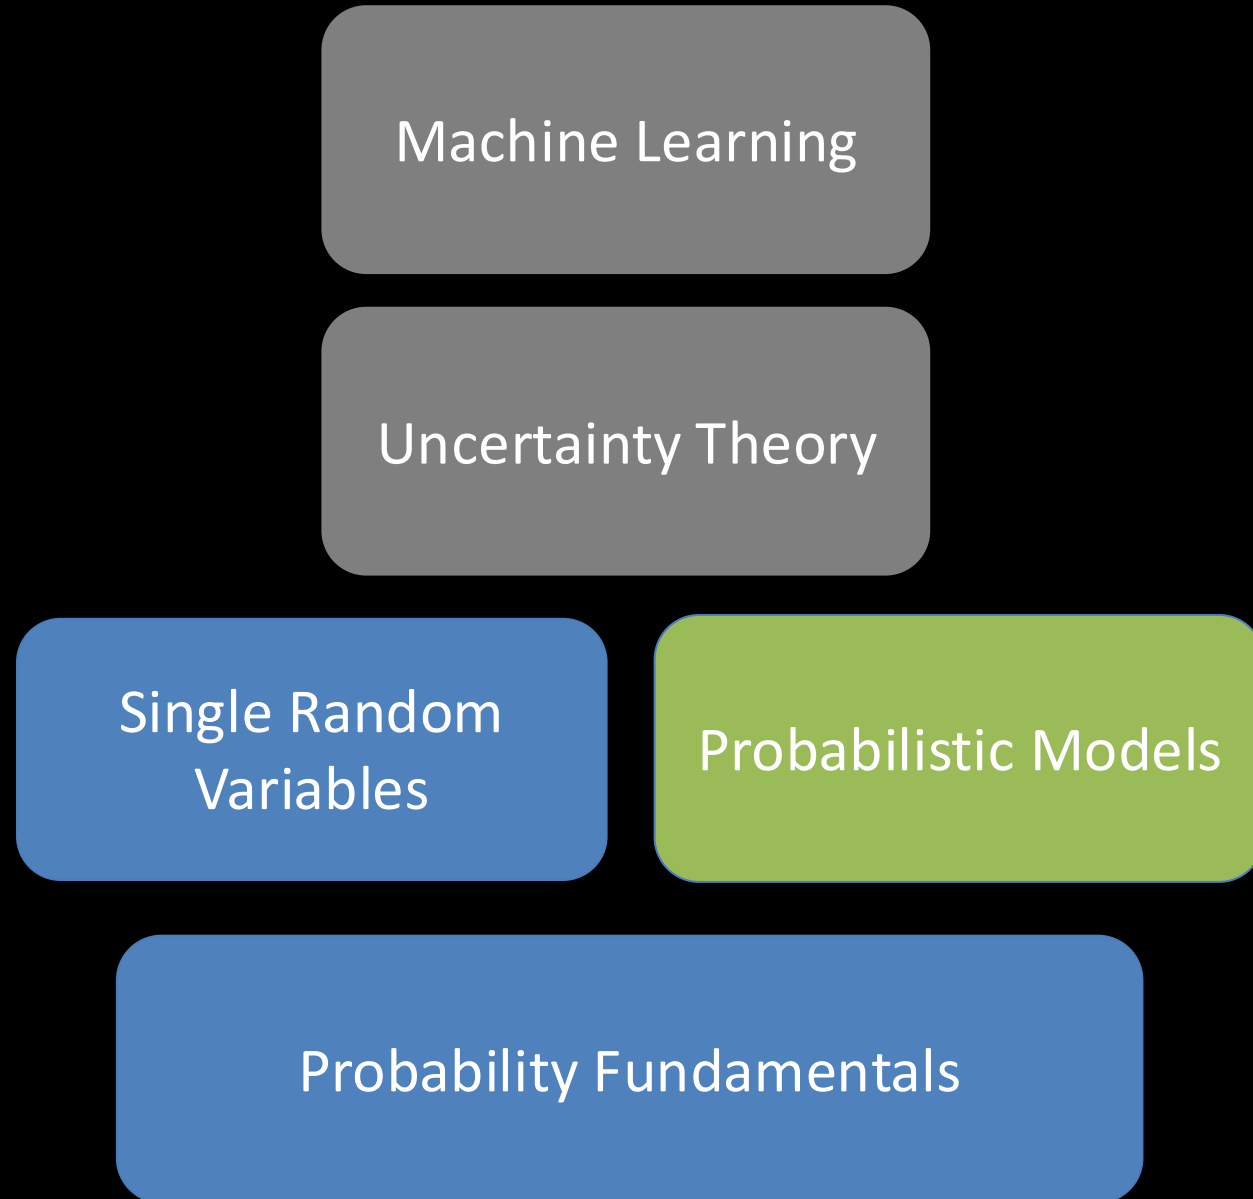 Machine Learning
Uncertainty Theory
Single Random
Variables
Probabilistic Models
Probability Fundamentals